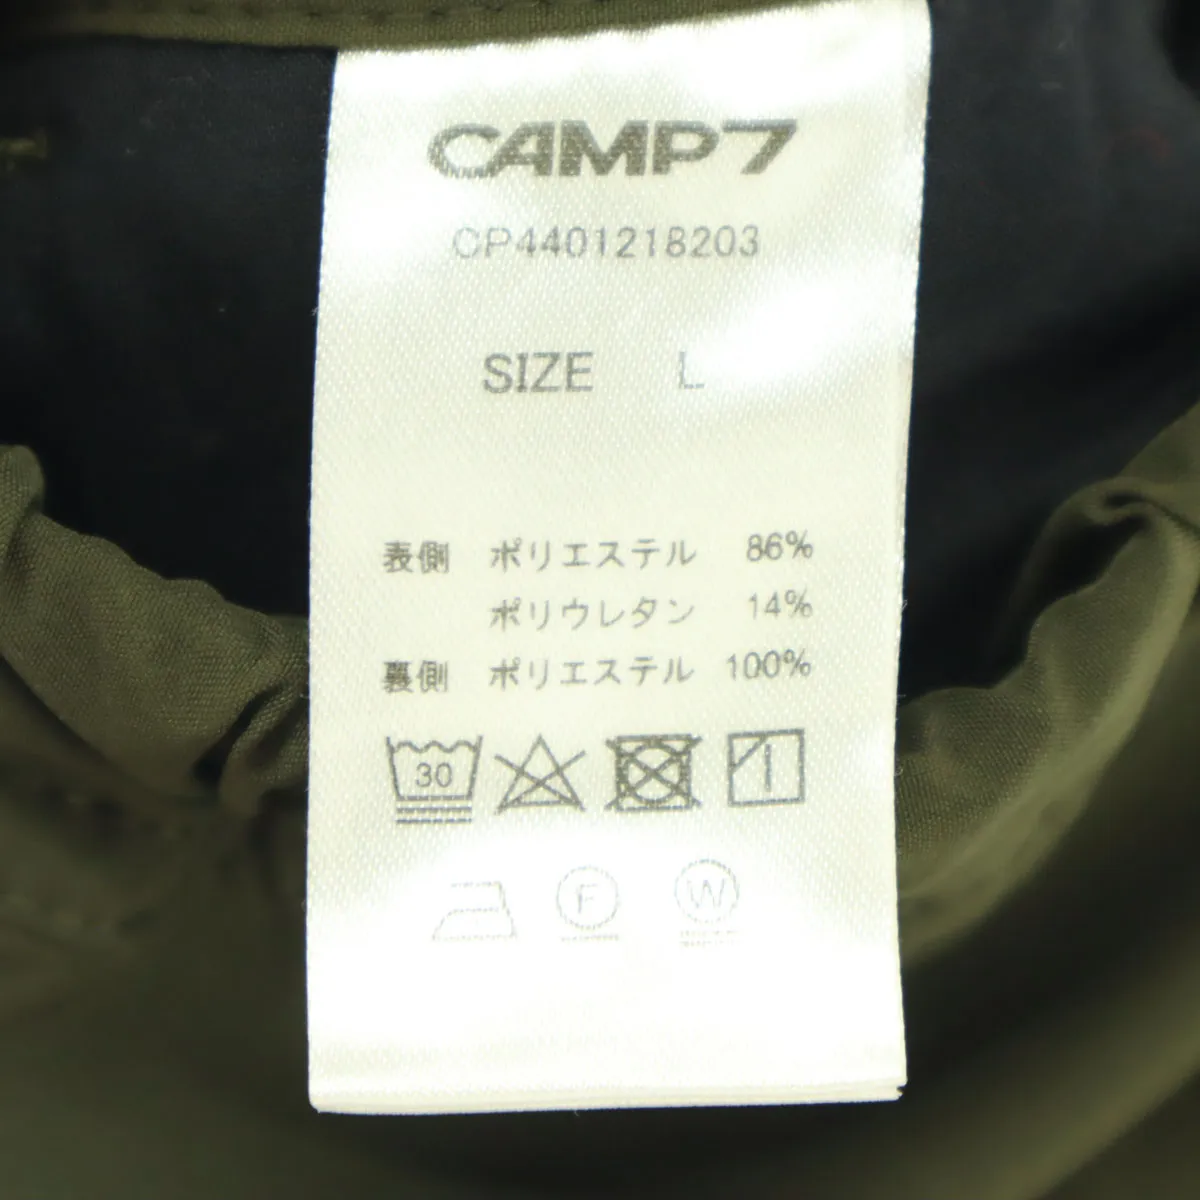 CAMP7
CP4401218203
SIZE L
表側 ポリエステル 86%
ポリウレタン 14%
裏側 ポリエステル 100%
30
F
W